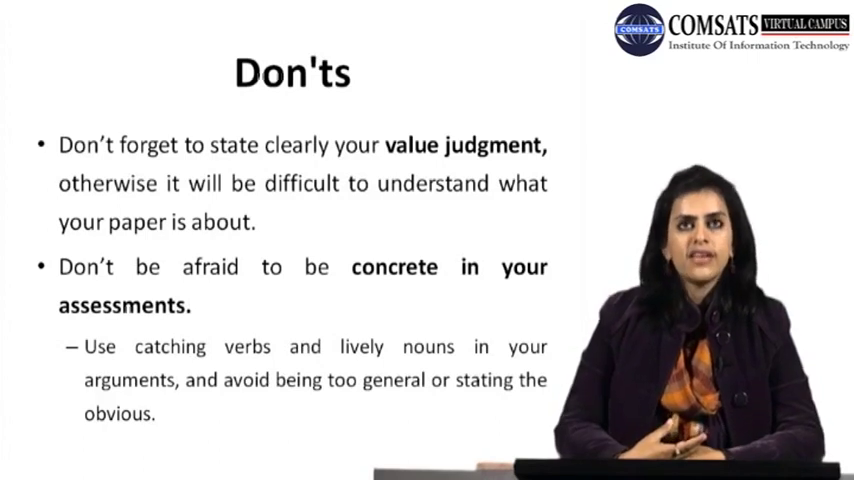 COMSATS VIRTUAL CAMPUS
COMSATS
Institute Of Information Technology
Don'ts
• Don't forget to state clearly your value judgment,
otherwise it will be difficult to understand what
your paper is about.
• Don't be afraid to be concrete in your
assessments.
– Use catching verbs and lively nouns in your
arguments, and avoid being too general or stating the
obvious.